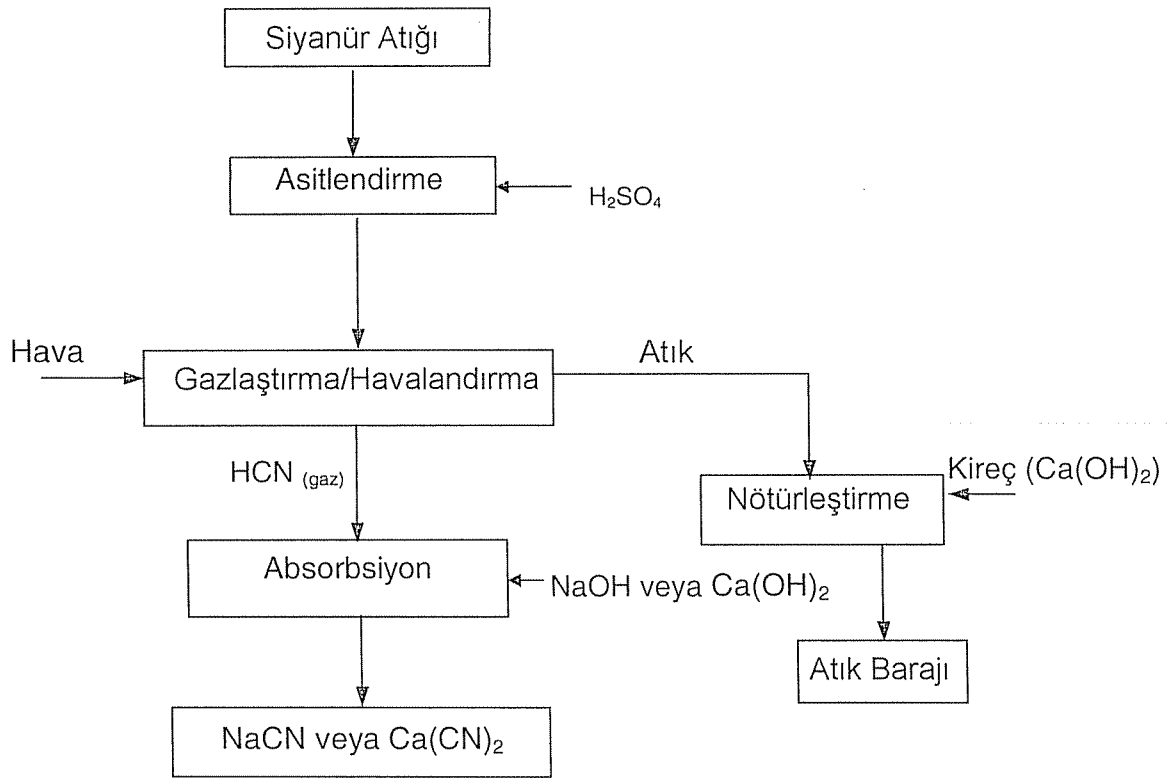 Siyanür Atığı
Asitlendirme
H₂SO₄
Hava
Gazlaştırma/Havalandırma
Atık
HCN (gaz)
Kireç (Ca(OH)₂)
Nötürleştirme
Absorbsiyon
NaOH veya Ca(OH)₂
Atık Barajı
NaCN veya Ca(CN)₂